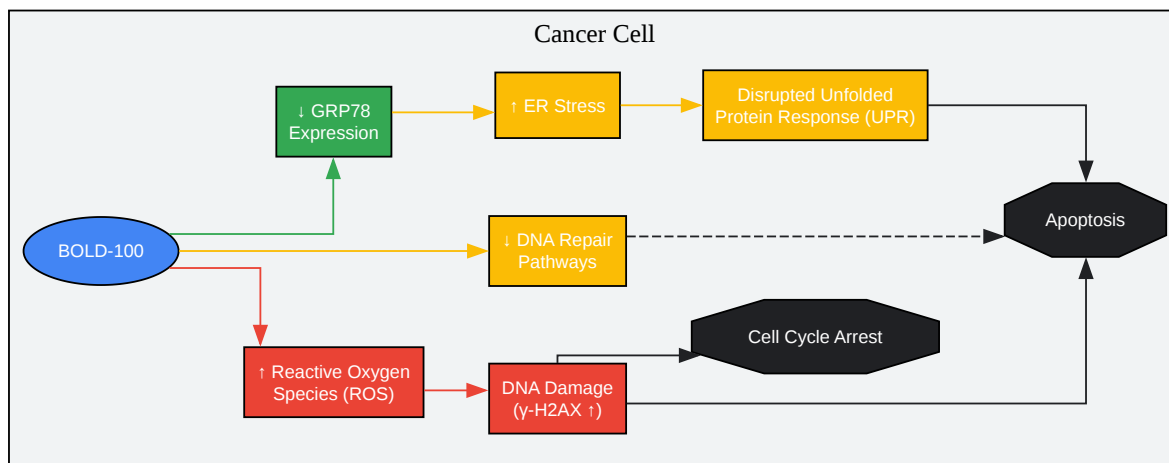 Cancer Cell
↓ GRP78
Expression
↑ ER Stress
Disrupted Unfolded
Protein Response (UPR)
BOLD-100
↓ DNA Repair
Pathways
Apoptosis
Cell Cycle Arrest
↑ Reactive Oxygen
Species (ROS)
DNA Damage
(γ-H2AX ↑)